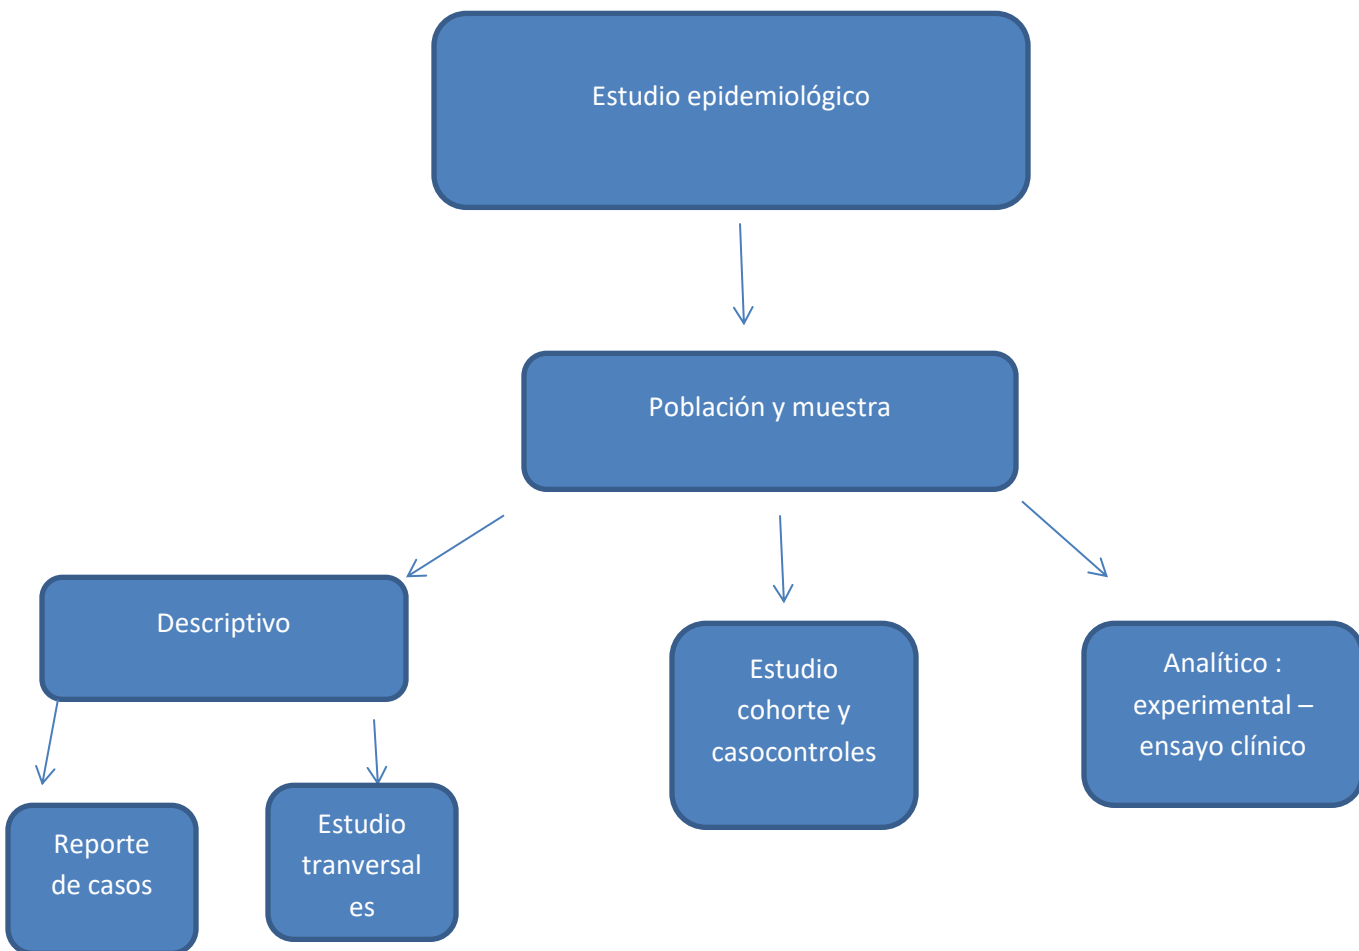 Estudio epidemiológico
Población y muestra
Descriptivo
Estudio
cohorte y
casocontroles
Analítico :
experimental –
ensayo clínico
Reporte
de casos
Estudio
tranversal
es